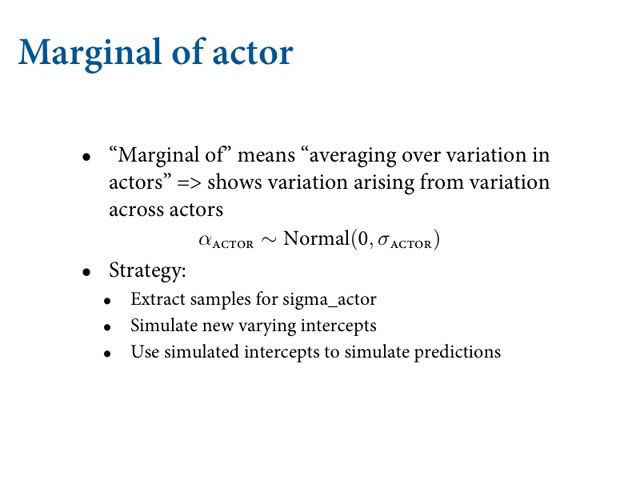 Marginal of actor
• “Marginal of” means “averaging over variation in
actors” => shows variation arising from variation
across actors
α_ACTOR ∼ Normal(0, σ_ACTOR)
• Strategy:
• Extract samples for sigma_actor
• Simulate new varying intercepts
• Use simulated intercepts to simulate predictions